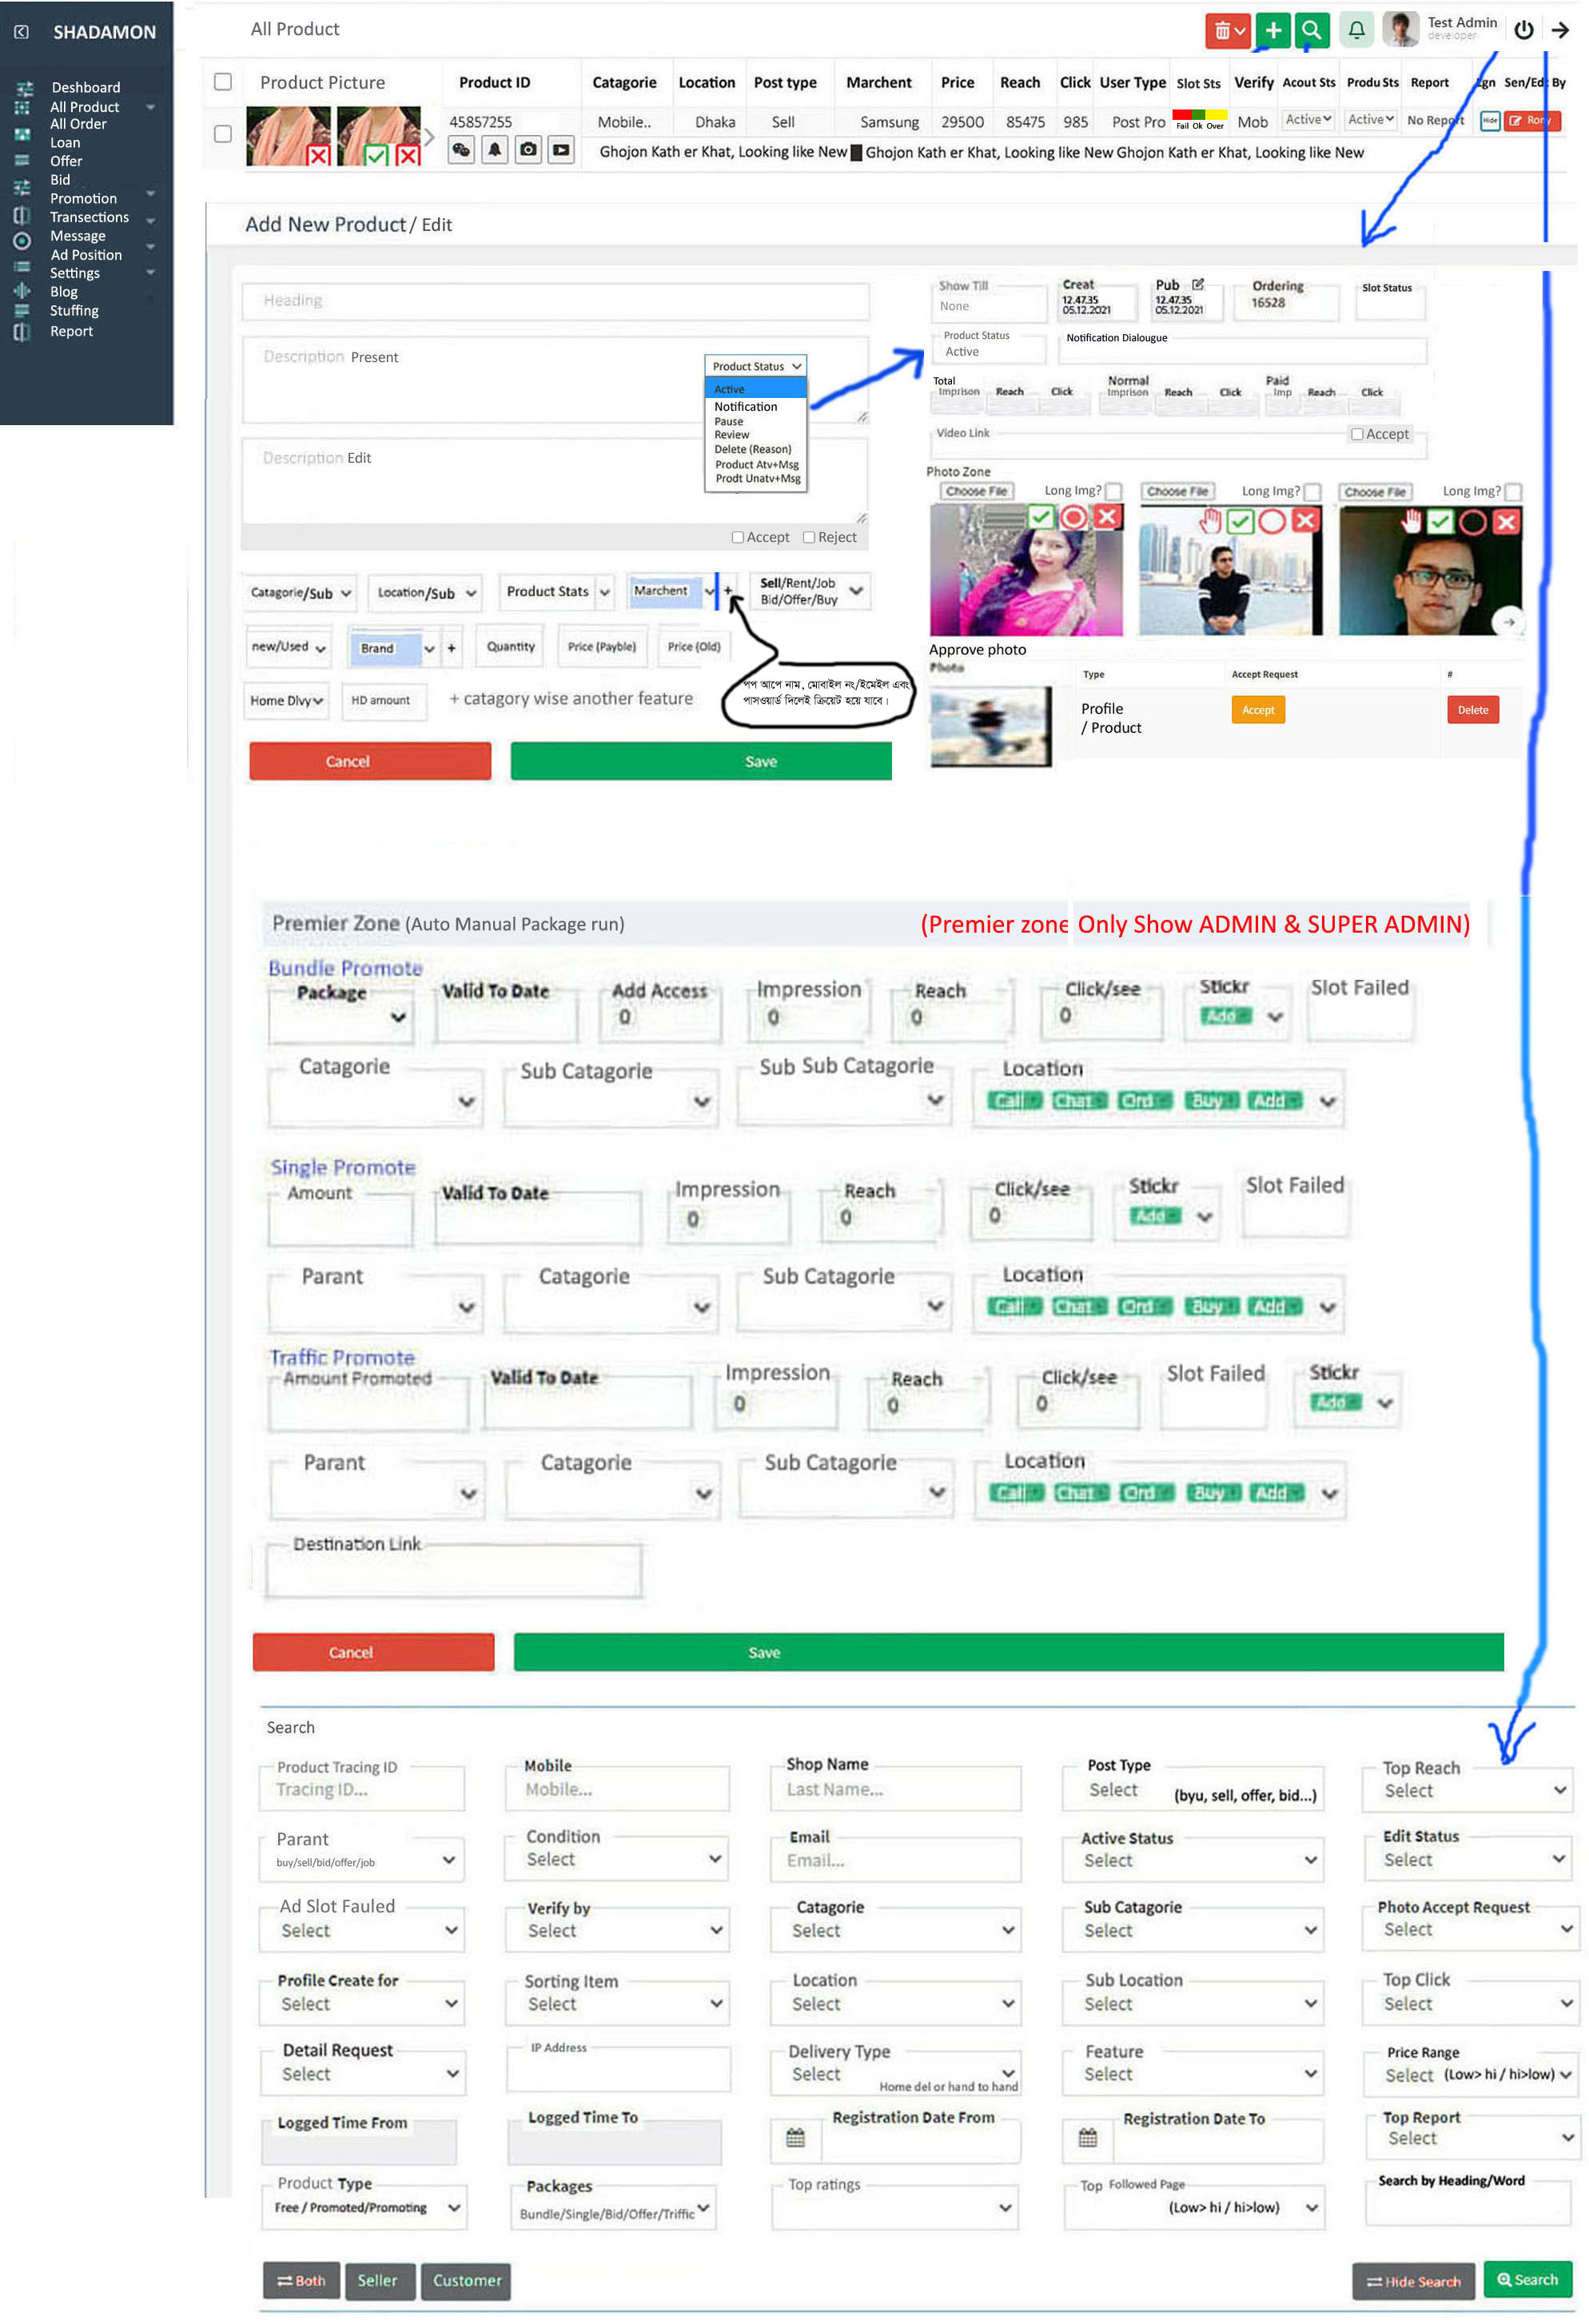 SHADAMON
Deshboard
All Product
All Order
Loan
Offer
Bid
Promotion
Transections
Message
Ad Position
Settings
Blog
Stuffing
Report
All Product
Test Admin
developer
Product Picture Product ID Catagorie Location Post type Marchent Price Reach Click User Type Slot Sts Verify Acout Sts Produ Sts Report Lgn Sen/Edt By
45857255 Mobile.. Dhaka Sell Samsung 29500 85475 985 Post Pro Fail Ok Over Mob Active Active No Report Hide Rony
Ghojon Kath er Khat, Looking like New Ghojon Kath er Khat, Looking like New Ghojon Kath er Khat, Looking like New
Add New Product / Edit
Heading
Description Present
Product Status
Active
Notification
Pause
Review
Delete (Reason)
Product Atv+Msg
Prodt Unatv+Msg
Description Edit
Accept Reject
Catagorie/Sub Location/Sub Product Stats Marchent + Sell/Rent/Job
Bid/Offer/Buy
new/Used Brand + Quantity Price (Payble) Price (Old)
Home Dlvy HD amount + catagory wise another feature
পপ আপে নাম, মোবাইল নং/ইমেইল এবং
পাসওয়ার্ড দিলেই ক্রিয়েট হয়ে যাবে।
Cancel Save
Show Till Creat Pub Ordering Slot Status
None 12.47.35 12.47.35 16528
05.12.2021 05.12.2021
Product Status Notification Dialougue
Active
Total Normal Paid
Imprison Reach Click Imprison Reach Click Imp Reach Click
Video Link Accept
Photo Zone
Choose File Long Img? Choose File Long Img? Choose File Long Img?
Approve photo
Photo Type Accept Request #
Profile Accept Delete
/ Product
Premier Zone (Auto Manual Package run) (Premier zone Only Show ADMIN & SUPER ADMIN)
Bundle Promote
Package Valid To Date Add Access Impression Reach Click/see Stickr Slot Failed
0 0 0 0 Add
Catagorie Sub Catagorie Sub Sub Catagorie Location
Call Chat Ord Buy Add
Single Promote
Amount Valid To Date Impression Reach Click/see Stickr Slot Failed
0 0 0 Add
Parant Catagorie Sub Catagorie Location
Call Chat Ord Buy Add
Traffic Promote
Amount Promoted Valid To Date Impression Reach Click/see Slot Failed Stickr
0 0 0 Add
Parant Catagorie Sub Catagorie Location
Call Chat Ord Buy Add
Destination Link
Cancel Save
Search
Product Tracing ID Mobile Shop Name Post Type Top Reach
Tracing ID... Mobile... Last Name... Select (byu, sell, offer, bid...) Select
Parant Condition Email Active Status Edit Status
buy/sell/bid/offer/job Select Email... Select Select
Ad Slot Fauled Verify by Catagorie Sub Catagorie Photo Accept Request
Select Select Select Select Select
Profile Create for Sorting Item Location Sub Location Top Click
Select Select Select Select Select
Detail Request IP Address Delivery Type Feature Price Range
Select Select Home del or hand to hand Select Select (Low> hi / hi>low)
Logged Time From Logged Time To Registration Date From Registration Date To Top Report
Select
Product Type Packages Top ratings Top Followed Page Search by Heading/Word
Free / Promoted/Promoting Bundle/Single/Bid/Offer/Triffic (Low> hi / hi>low)
Both Seller Customer Hide Search Search